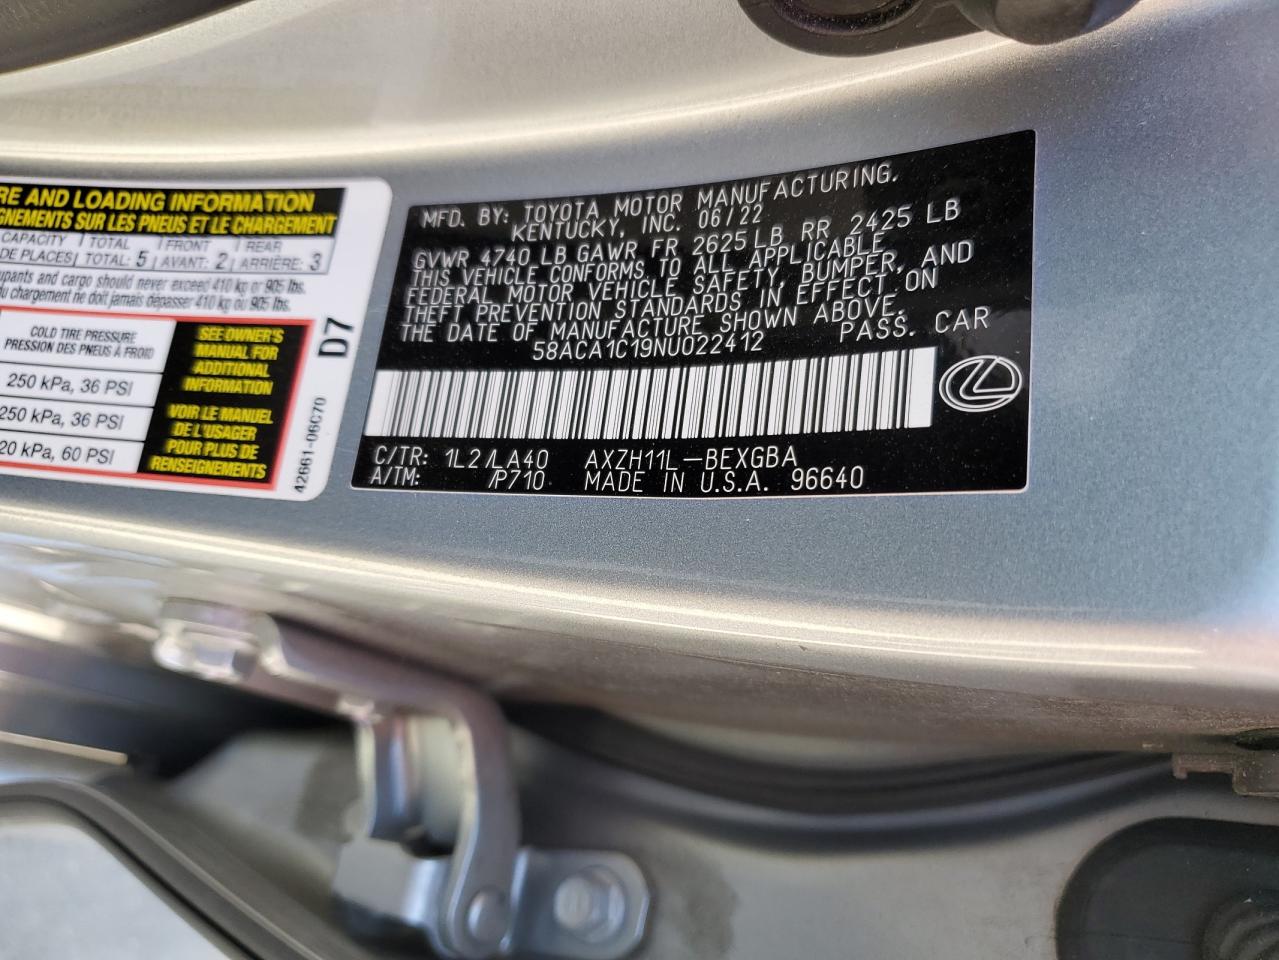 RE AND LOADING INFORMATION
GNEMENTS SUR LES PNEUS ET LE CHARGEMENT
CAPACITY TOTAL FRONT REAR
DE PLACES TOTAL: 5 AVANT: 2 ARRIÈRE: 3
upants and cargo should never exceed 410 kg or 905 lbs.
du chargement ne doit jamais dépasser 410 kg ou 905 lbs.
COLD TIRE PRESSURE
PRESSION DES PNEUS À FROID
250 kPa, 36 PSI
250 kPa, 36 PSI
20 kPa, 60 PSI
SEE OWNER'S
MANUAL FOR
ADDITIONAL
INFORMATION
VOIR LE MANUEL
DE L'USAGER
POUR PLUS DE
RENSEIGNEMENTS
D7
42661-06C70
MFD. BY: TOYOTA MOTOR MANUFACTURING,
KENTUCKY, INC. 06/22
GVWR 4740 LB GAWR FR 2625 LB RR 2425 LB
THIS VEHICLE CONFORMS TO ALL APPLICABLE
FEDERAL MOTOR VEHICLE SAFETY, BUMPER, AND
THEFT PREVENTION STANDARDS IN EFFECT ON
THE DATE OF MANUFACTURE SHOWN ABOVE.
58ACA1C19NU022412 PASS. CAR
C/TR: 1L2/LA40 AXZH11L-BEXGBA
A/TM: /P710 MADE IN U.S.A. 96640